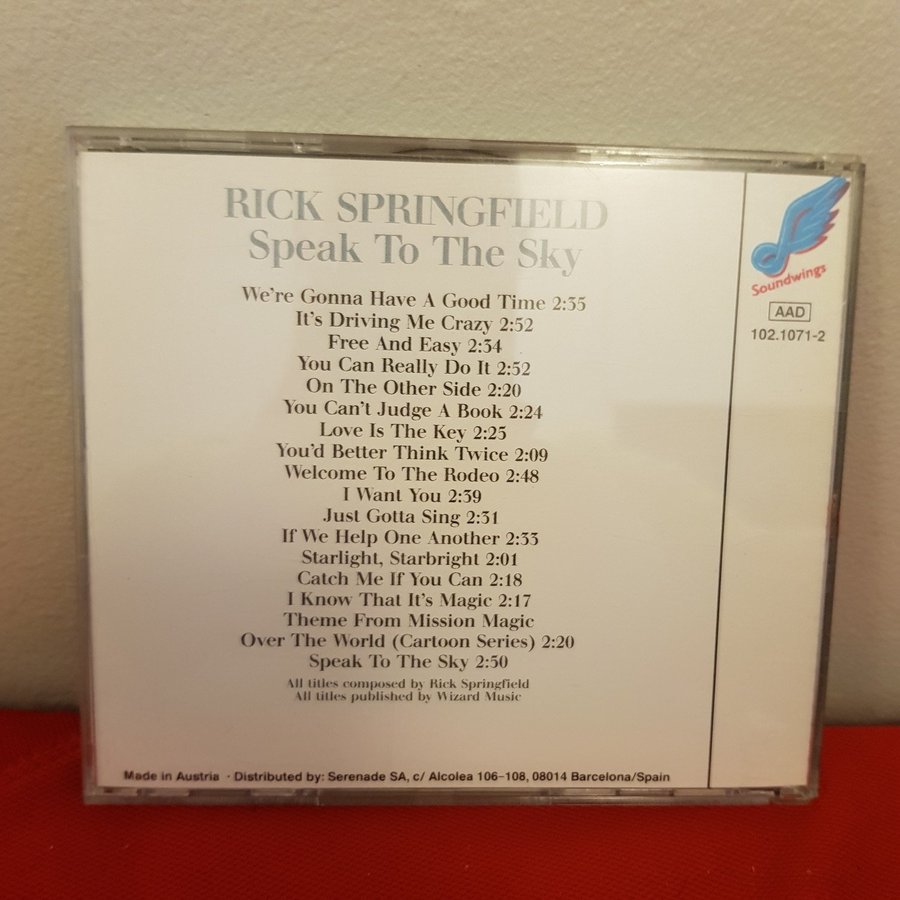 RICK SPRINGFIELD
Speak To The Sky
We're Gonna Have A Good Time 2:35
It's Driving Me Crazy 2:52
Free And Easy 2:34
You Can Really Do It 2:52
On The Other Side 2:20
You Can't Judge A Book 2:24
Love Is The Key 2:25
You'd Better Think Twice 2:09
Welcome To The Rodeo 2:48
I Want You 2:39
Just Gotta Sing 2:31
If We Help One Another 2:33
Starlight, Starbright 2:01
Catch Me If You Can 2:18
I Know That It's Magic 2:17
Theme From Mission Magic
Over The World (Cartoon Series) 2:20
Speak To The Sky 2:50
All titles composed by Rick Springfield
All titles published by Wizard Music
Made in Austria · Distributed by: Serenade SA, c/ Alcolea 106–108, 08014 Barcelona/Spain
Soundwings
AAD
102.1071-2